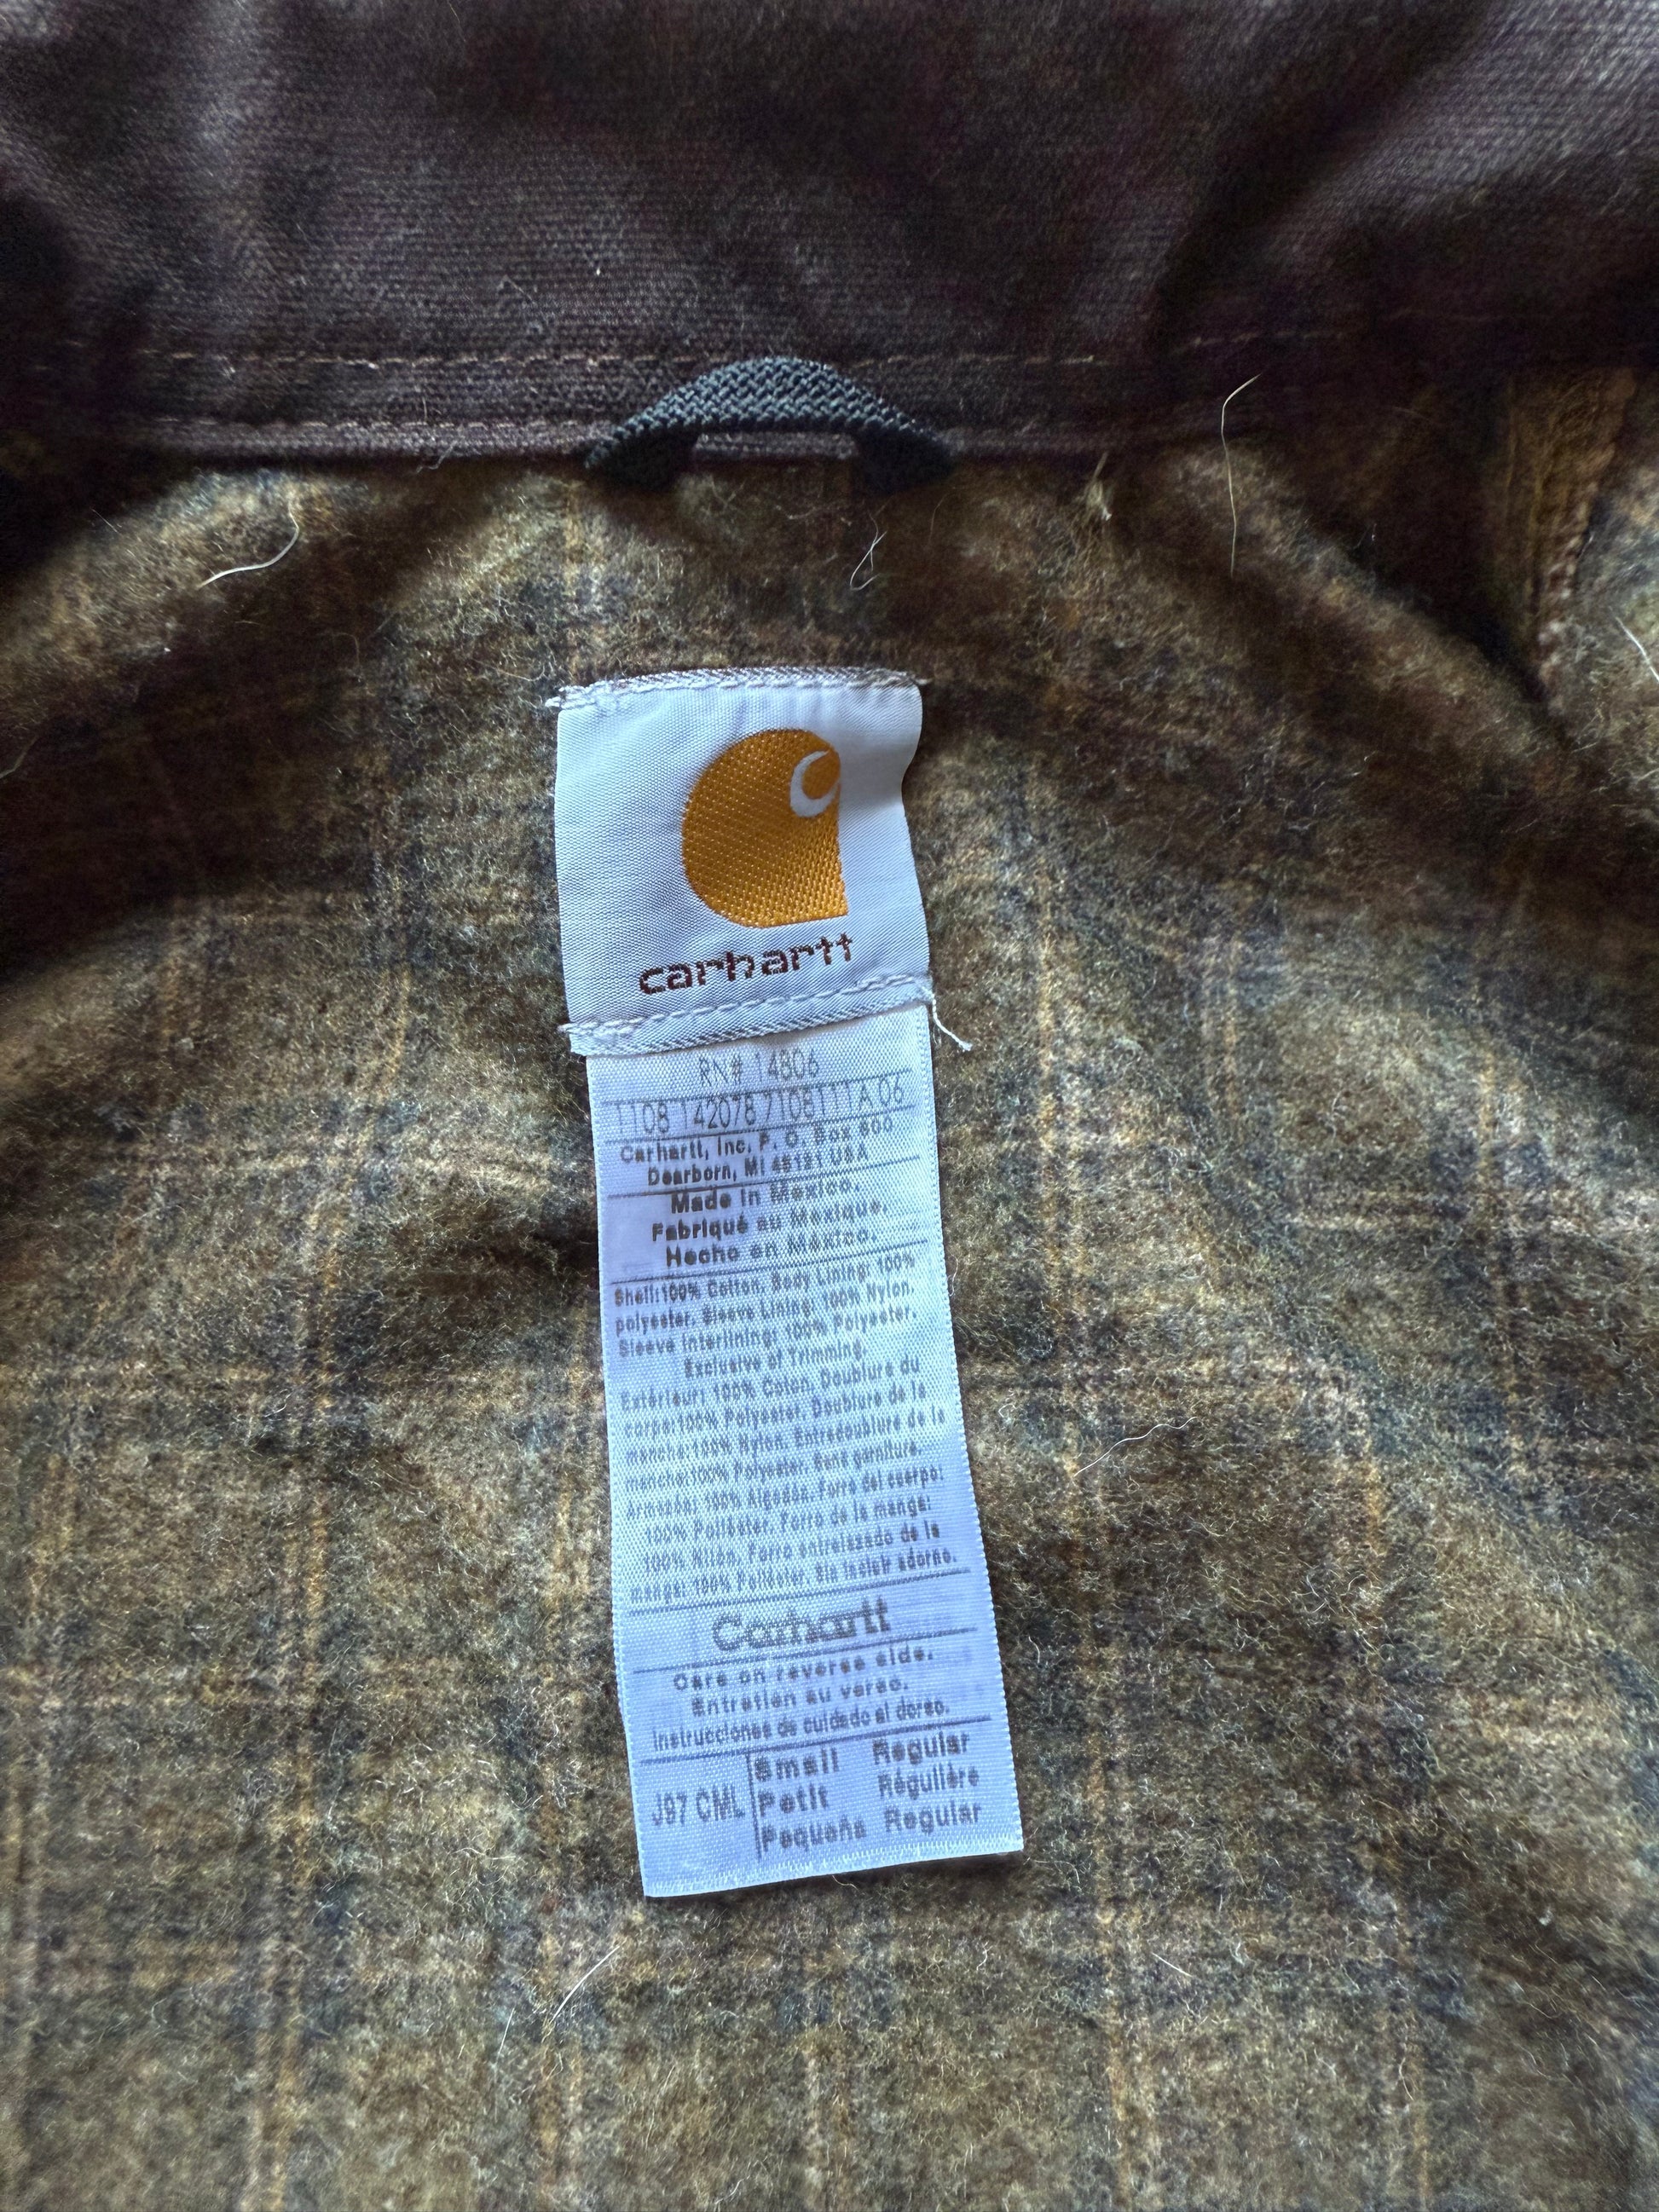 carhartt
RN# 14806
1108 142078 7108111A 06
Carhartt, Inc, P. O. Box 600
Dearborn, MI 48121 USA
Made in Mexico.
Fabriqué au Mexique.
Hecho en México.
Shell:100% Cotton. Body Lining: 100%
polyester. Sleeve Lining: 100% Nylon.
Sleeve Interlining: 100% Polyester.
Exclusive of Trimming.
Extérieur: 100% Coton. Doublure du
corps:100% Polyester. Doublure de la
manche:100% Nylon. Entredoublure de la
manche:100% Polyester. Sans garniture.
Armazón: 100% Algodón. Forro del cuerpo:
100% Poliéster. Forro de la manga:
100% Nilón. Forro entrelazado de la
manga: 100% Poliéster. Sin incluir adorno.
Carhartt
Care on reverse side.
Entretien au verso.
Instrucciones de cuidado al dorso.
J97 CML Small Regular
Petit Régulière
Pequeña Regular